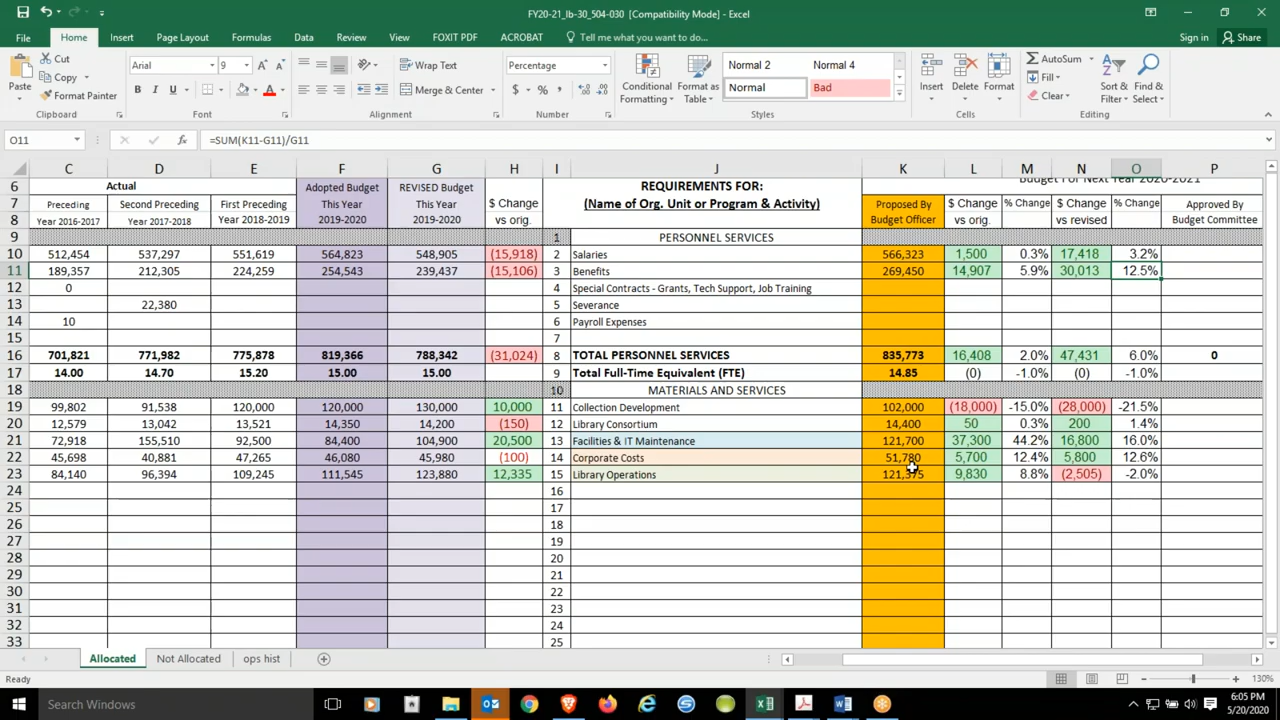 FY20-21_lb-30_504-030 [Compatibility Mode] - Excel
File Home Insert Page Layout Formulas Data Review View FOXIT PDF ACROBAT Tell me what you want to do... Sign in Share
Paste Cut Copy Format Painter
Arial 9 B I U
Wrap Text Merge & Center
Percentage $ % ,
Conditional Formatting Format as Table
Normal 2 Normal 4 Normal Bad
Insert Delete Format
AutoSum Fill Clear Sort & Filter Find & Select
Clipboard Font Alignment Number Styles Cells Editing
O11 fx =SUM(K11-G11)/G11
C D E F G H I J K L M N O P
6 Actual Adopted Budget REVISED Budget REQUIREMENTS FOR: Budget For Next Year 2020-2021
7 Preceding Second Preceding First Preceding This Year This Year $ Change (Name of Org. Unit or Program & Activity) Proposed By $ Change % Change $ Change % Change Approved By
8 Year 2016-2017 Year 2017-2018 Year 2018-2019 2019-2020 2019-2020 vs orig. Budget Officer vs orig. vs revised Budget Committee
9 1 PERSONNEL SERVICES
10 512,454 537,297 551,619 564,823 548,905 (15,918) 2 Salaries 566,323 1,500 0.3% 17,418 3.2%
11 189,357 212,305 224,259 254,543 239,437 (15,106) 3 Benefits 269,450 14,907 5.9% 30,013 12.5%
12 0 4 Special Contracts - Grants, Tech Support, Job Training
13 22,380 5 Severance
14 10 6 Payroll Expenses
15 7
16 701,821 771,982 775,878 819,366 788,342 (31,024) 8 TOTAL PERSONNEL SERVICES 835,773 16,408 2.0% 47,431 6.0% 0
17 14.00 14.70 15.20 15.00 15.00 9 Total Full-Time Equivalent (FTE) 14.85 (0) -1.0% (0) -1.0%
18 10 MATERIALS AND SERVICES
19 99,802 91,538 120,000 120,000 130,000 10,000 11 Collection Development 102,000 (18,000) -15.0% (28,000) -21.5%
20 12,579 13,042 13,521 14,350 14,200 (150) 12 Library Consortium 14,400 50 0.3% 200 1.4%
21 72,918 155,510 92,500 84,400 104,900 20,500 13 Facilities & IT Maintenance 121,700 37,300 44.2% 16,800 16.0%
22 45,698 40,881 47,265 46,080 45,980 (100) 14 Corporate Costs 51,780 5,700 12.4% 5,800 12.6%
23 84,140 96,394 109,245 111,545 123,880 12,335 15 Library Operations 121,375 9,830 8.8% (2,505) -2.0%
24 16
25 17
26 18
27 19
28 20
29 21
30 22
31 23
32 24
33 25
Allocated Not Allocated ops hist
Ready 130%
Search Windows 6:05 PM
5/20/2020